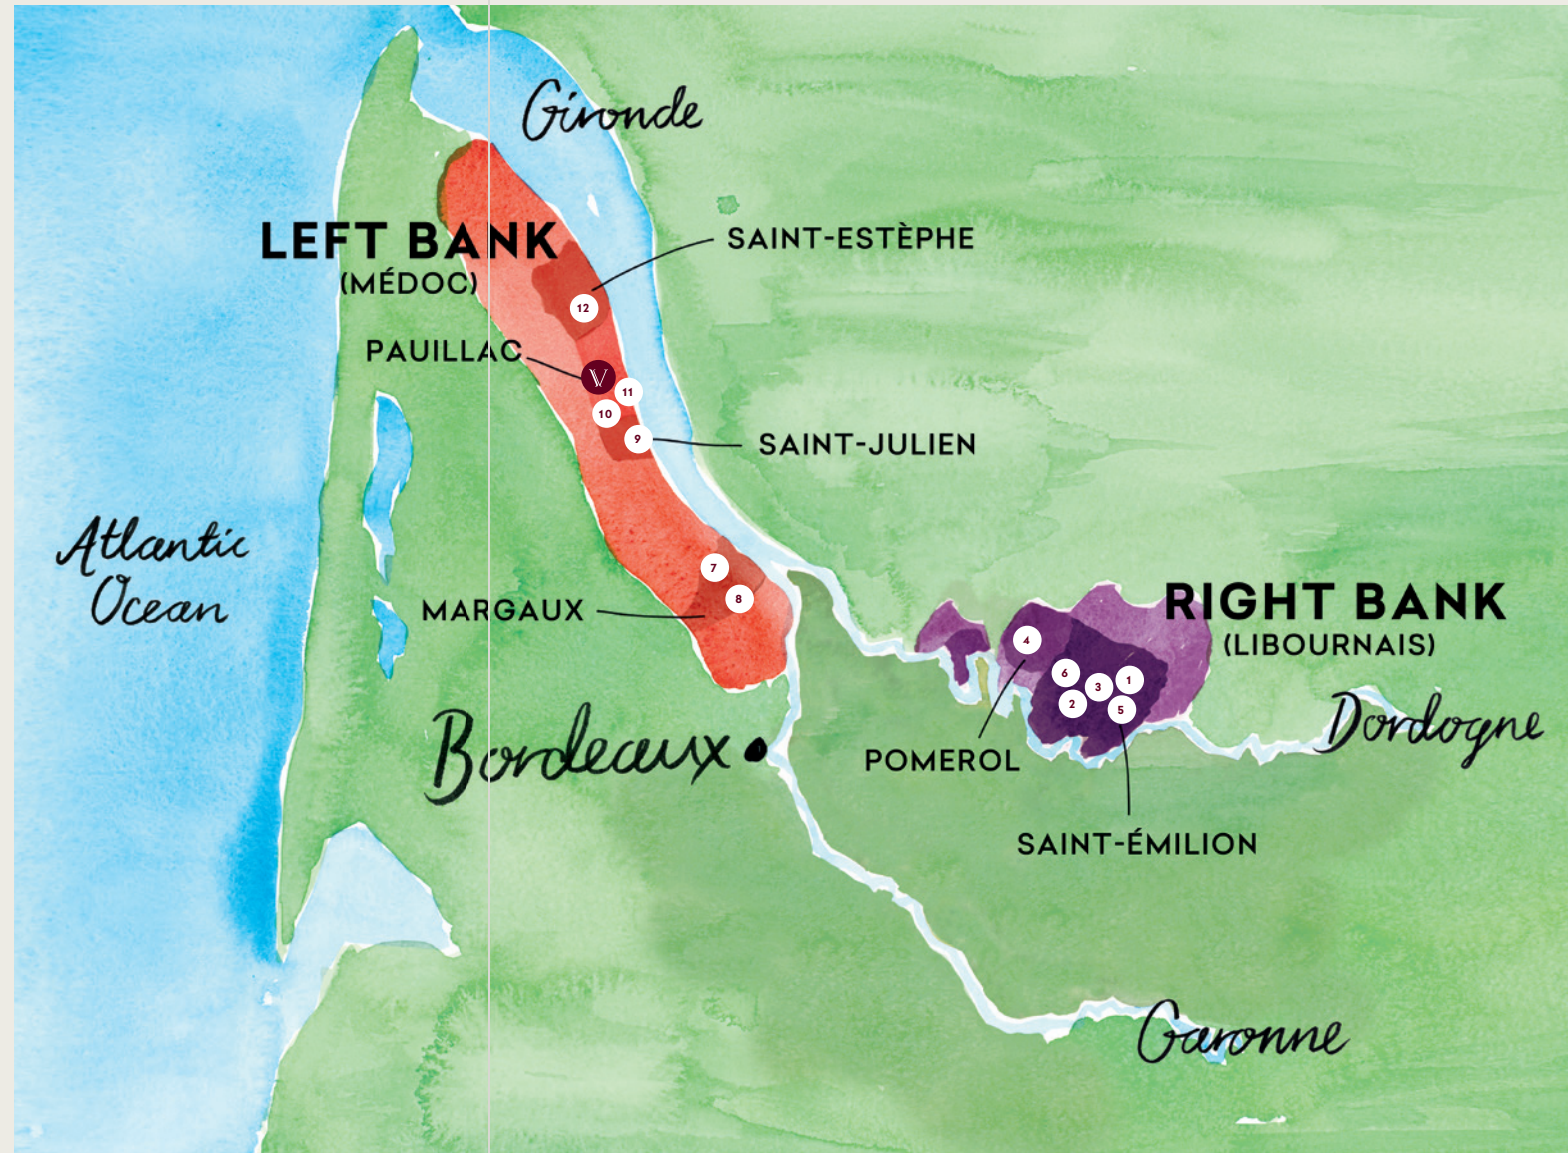 Gironde
LEFT BANK
(MÉDOC)
SAINT-ESTÈPHE
12
PAUILLAC
V
11
10
9
SAINT-JULIEN
Atlantic
Ocean
7
8
MARGAUX
RIGHT BANK
(LIBOURNAIS)
4
6
3
1
2
5
Dordogne
Bordeaux
POMEROL
SAINT-ÉMILION
Garonne